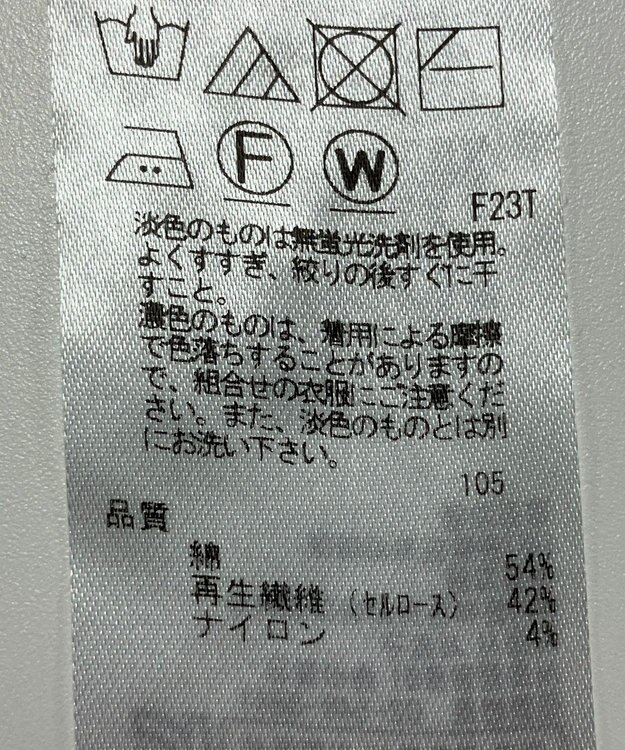 F W
F23T
淡色のものは無蛍光洗剤を使用。
よくすすぎ、絞りの後すぐに干
すこと。
濃色のものは、着用による摩擦
で色落ちすることがありますの
で、組合せの衣服にご注意くだ
さい。また、淡色のものとは別
にお洗い下さい。
105
品質
綿 54%
再生繊維（セルロース） 42%
ナイロン 4%